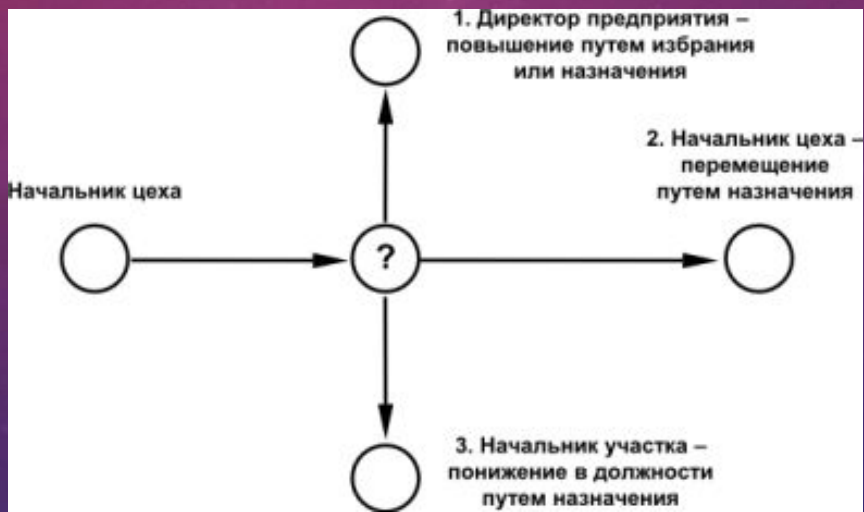 1. Директор предприятия –
повышение путем избрания
или назначения
2. Начальник цеха –
перемещение
путем назначения
Начальник цеха
?
3. Начальник участка –
понижение в должности
путем назначения